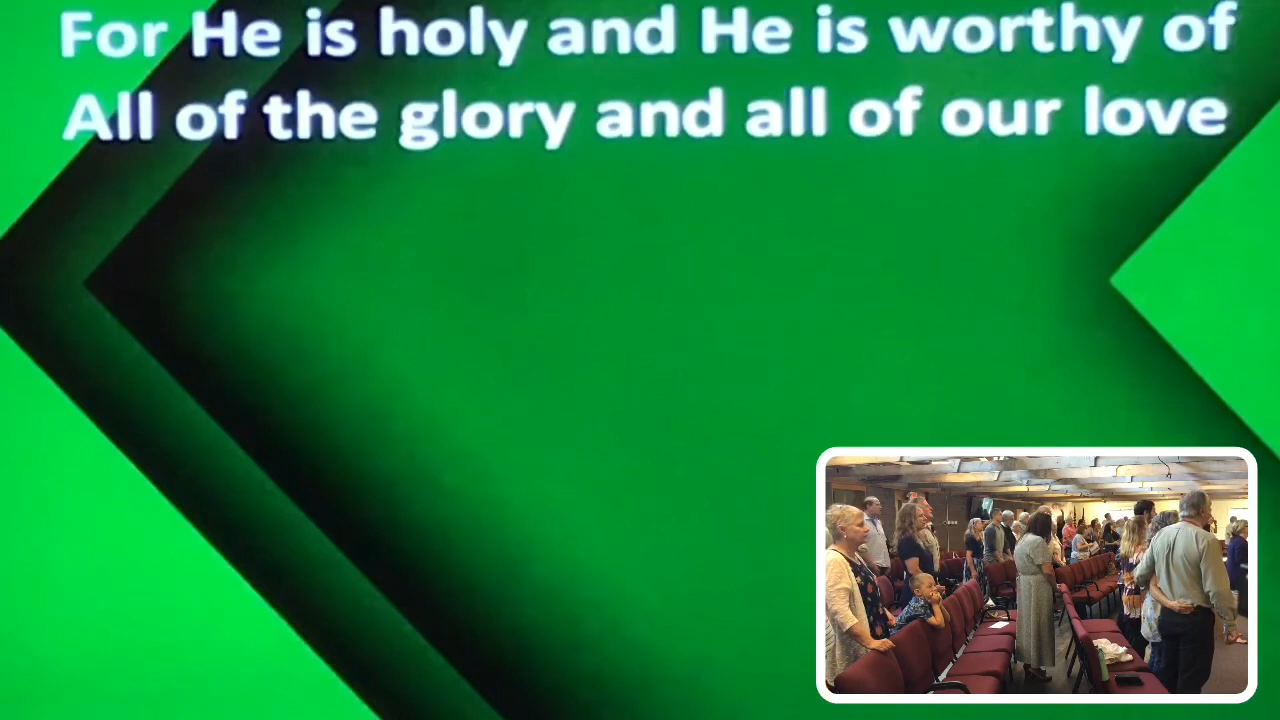 For He is holy and He is worthy of
All of the glory and all of our love